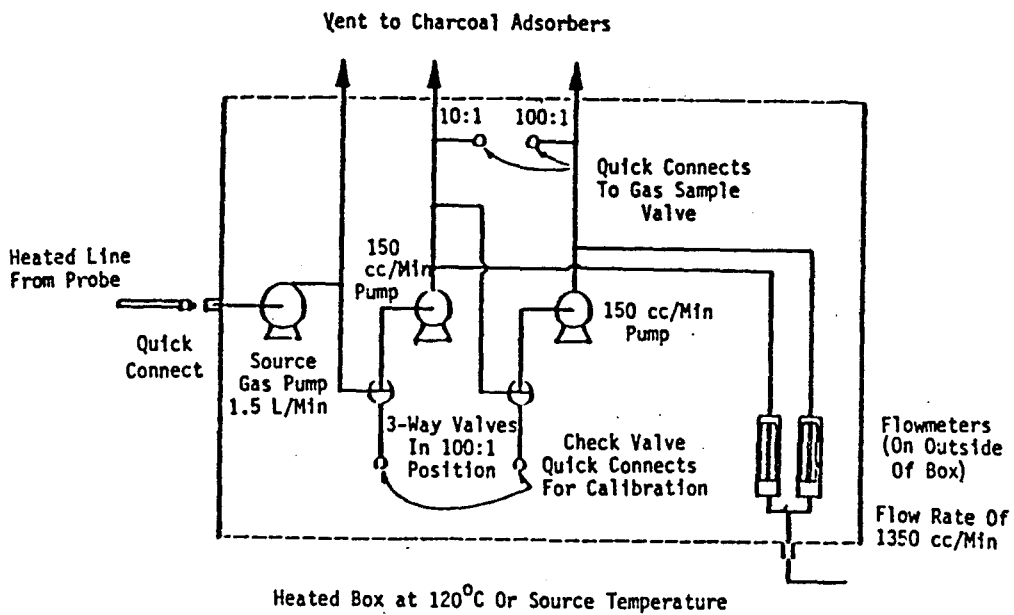 Vent to Charcoal Adsorbers
10:1
100:1
Quick Connects
To Gas Sample
Valve
Heated Line
From Probe
150
cc/Min
Pump
150 cc/Min
Pump
Quick
Connect
Source
Gas Pump
1.5 L/Min
3-Way Valves
In 100:1
Position
Check Valve
Quick Connects
For Calibration
Flowmeters
(On Outside
Of Box)
Flow Rate Of
1350 cc/Min
Heated Box at 120°C Or Source Temperature